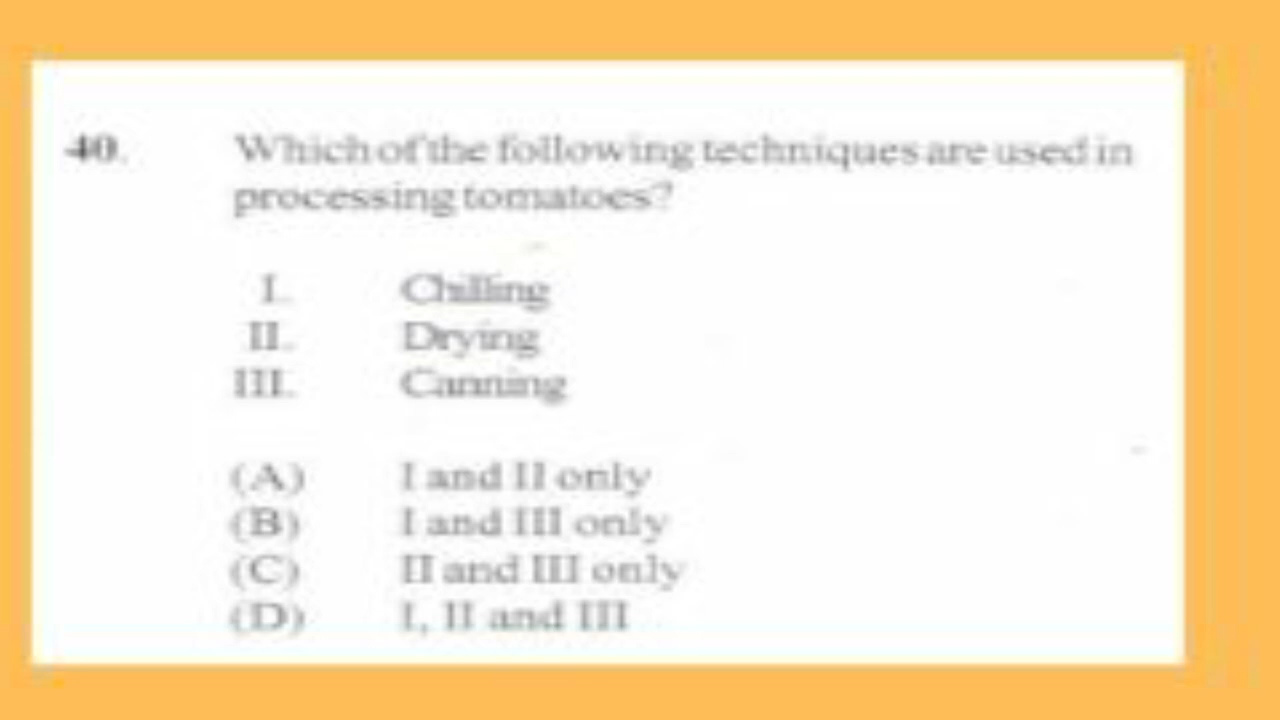 40. Which of the following techniques are used in
processing tomatoes?
I. Chilling
II. Drying
III. Canning
(A) I and II only
(B) I and III only
(C) II and III only
(D) I, II and III